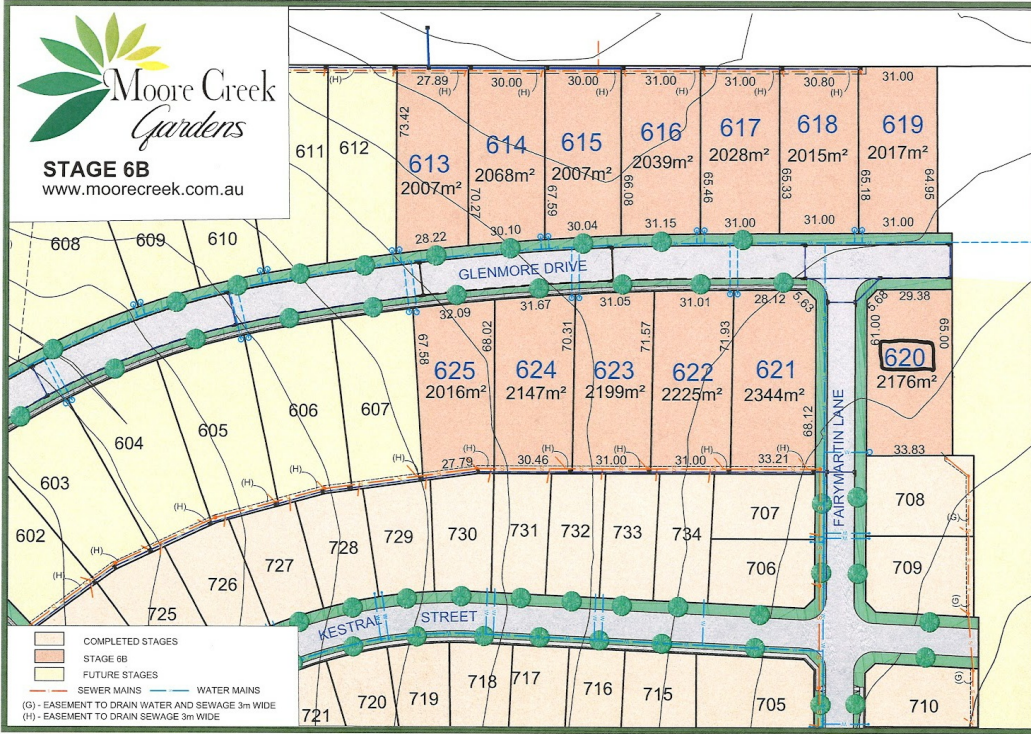 Moore Creek
Gardens
STAGE 6B
www.moorecreek.com.au
(H)
27.89
30.00
(H)
30.00
(H)
31.00
(H)
31.00
(H)
30.80
(H)
31.00
611
612
73.42
613
2007m²
70.27
614
2068m²
67.59
615
2007m²
66.08
616
2039m²
65.46
617
2028m²
65.33
618
2015m²
65.18
619
2017m²
64.95
28.22
30.10
30.04
31.15
31.00
31.00
31.00
608
609
610
GLENMORE DRIVE
32.09
31.67
31.05
31.01
28.12
5.63
5.68
29.38
67.58
625
2016m²
68.02
624
2147m²
70.31
623
2199m²
71.57
622
2225m²
71.93
621
2344m²
68.12
61.00
620
2176m²
65.00
33.83
27.79
(H)
30.46
(H)
31.00
(H)
31.00
(H)
33.21
(H)
FAIRYMARTIN LANE
602
603
604
605
606
607
(H)
(H)
(H)
(H)
(H)
(H)
725
726
727
728
729
730
731
732
733
734
707
706
708
709
(G)
(G)
(G)
KESTRAL STREET
721
720
719
718
717
716
715
705
710
COMPLETED STAGES
STAGE 6B
FUTURE STAGES
SEWER MAINS WATER MAINS
(G) - EASEMENT TO DRAIN WATER AND SEWAGE 3m WIDE
(H) - EASEMENT TO DRAIN SEWAGE 3m WIDE